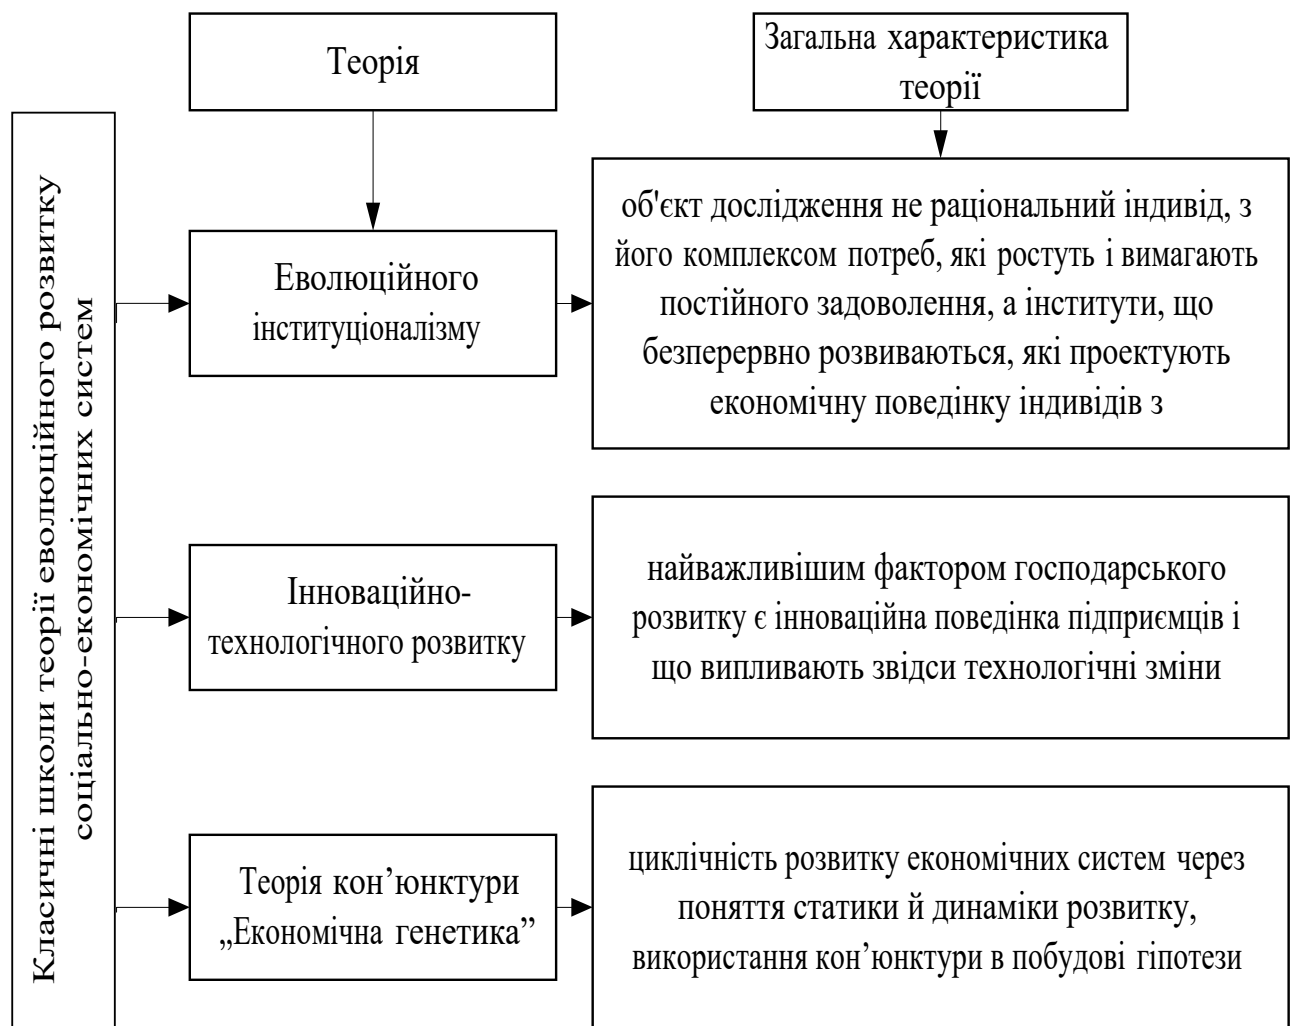 Теорія
Загальна характеристика
теорії
Класичні школи теорії еволюційного розвитку
соціально-економічних систем
Еволюційного
інституціоналізму
об'єкт дослідження не раціональний індивід, з
його комплексом потреб, які ростуть і вимагають
постійного задоволення, а інститути, що
безперервно розвиваються, які проектують
економічну поведінку індивідів з
Інноваційно-
технологічного розвитку
найважливішим фактором господарського
розвитку є інноваційна поведінка підприємців і
що випливають звідси технологічні зміни
Теорія кон’юнктури
„Економічна генетика”
циклічність розвитку економічних систем через
поняття статики й динаміки розвитку,
використання кон’юнктури в побудові гіпотези